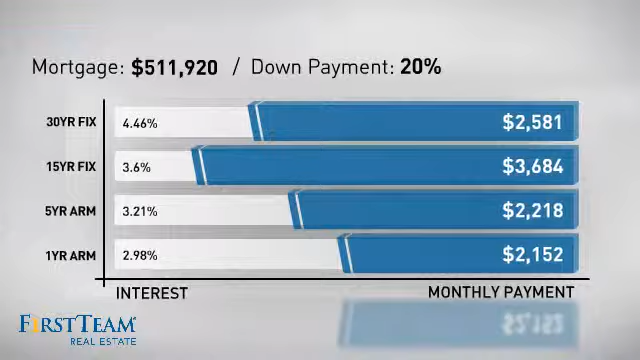 Mortgage: $511,920 / Down Payment: 20%
30YR FIX 4.46% $2,581
15YR FIX 3.6% $3,684
5YR ARM 3.21% $2,218
1YR ARM 2.98% $2,152
INTEREST MONTHLY PAYMENT
FIRSTTEAM
REAL ESTATE